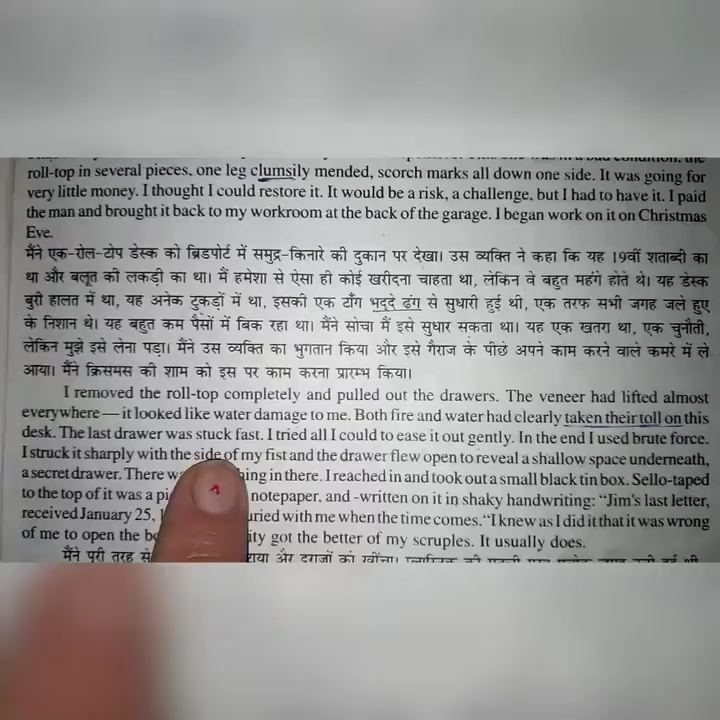 roll-top in several pieces, one leg clumsily mended, scorch marks all down one side. It was going for
very little money. I thought I could restore it. It would be a risk, a challenge, but I had to have it. I paid
the man and brought it back to my workroom at the back of the garage. I began work on it on Christmas
Eve.
मैंने एक-रोल-टोप डेस्क को ब्रिडपोर्ट में समुद्र-किनारे की दुकान पर देखा। उस व्यक्ति ने कहा कि यह 19वीं शताब्दी का
था और बलूत की लकड़ी का था। मैं हमेशा से ऐसा ही कोई खरीदना चाहता था, लेकिन वे बहुत महंगे होते थे। यह डेस्क
बुरी हालत में था, यह अनेक टुकड़ों में था, इसकी एक टाँग भद्दे ढंग से सुधारी हुई थी, एक तरफ सभी जगह जले हुए
के निशान थे। यह बहुत कम पैसों में बिक रहा था। मैंने सोचा मैं इसे सुधार सकता था। यह एक खतरा था, एक चुनौती,
लेकिन मुझे इसे लेना पड़ा। मैंने उस व्यक्ति का भुगतान किया और इसे गैराज के पीछे अपने काम करने वाले कमरे में ले
आया। मैंने क्रिसमस की शाम को इस पर काम करना प्रारम्भ किया।
I removed the roll-top completely and pulled out the drawers. The veneer had lifted almost
everywhere — it looked like water damage to me. Both fire and water had clearly taken their toll on this
desk. The last drawer was stuck fast. I tried all I could to ease it out gently. In the end I used brute force.
I struck it sharply with the side of my fist and the drawer flew open to reveal a shallow space underneath,
a secret drawer. There in there. I reached in and took out a small black tin box. Sello-taped
to the top of it was a notepaper, and -written on it in shaky handwriting: “Jim's last letter,
received January 25, with me when the time comes. “I knew as I did it that it was wrong
of me to open the got the better of my scruples. It usually does.
मैंने पूरी तरह से